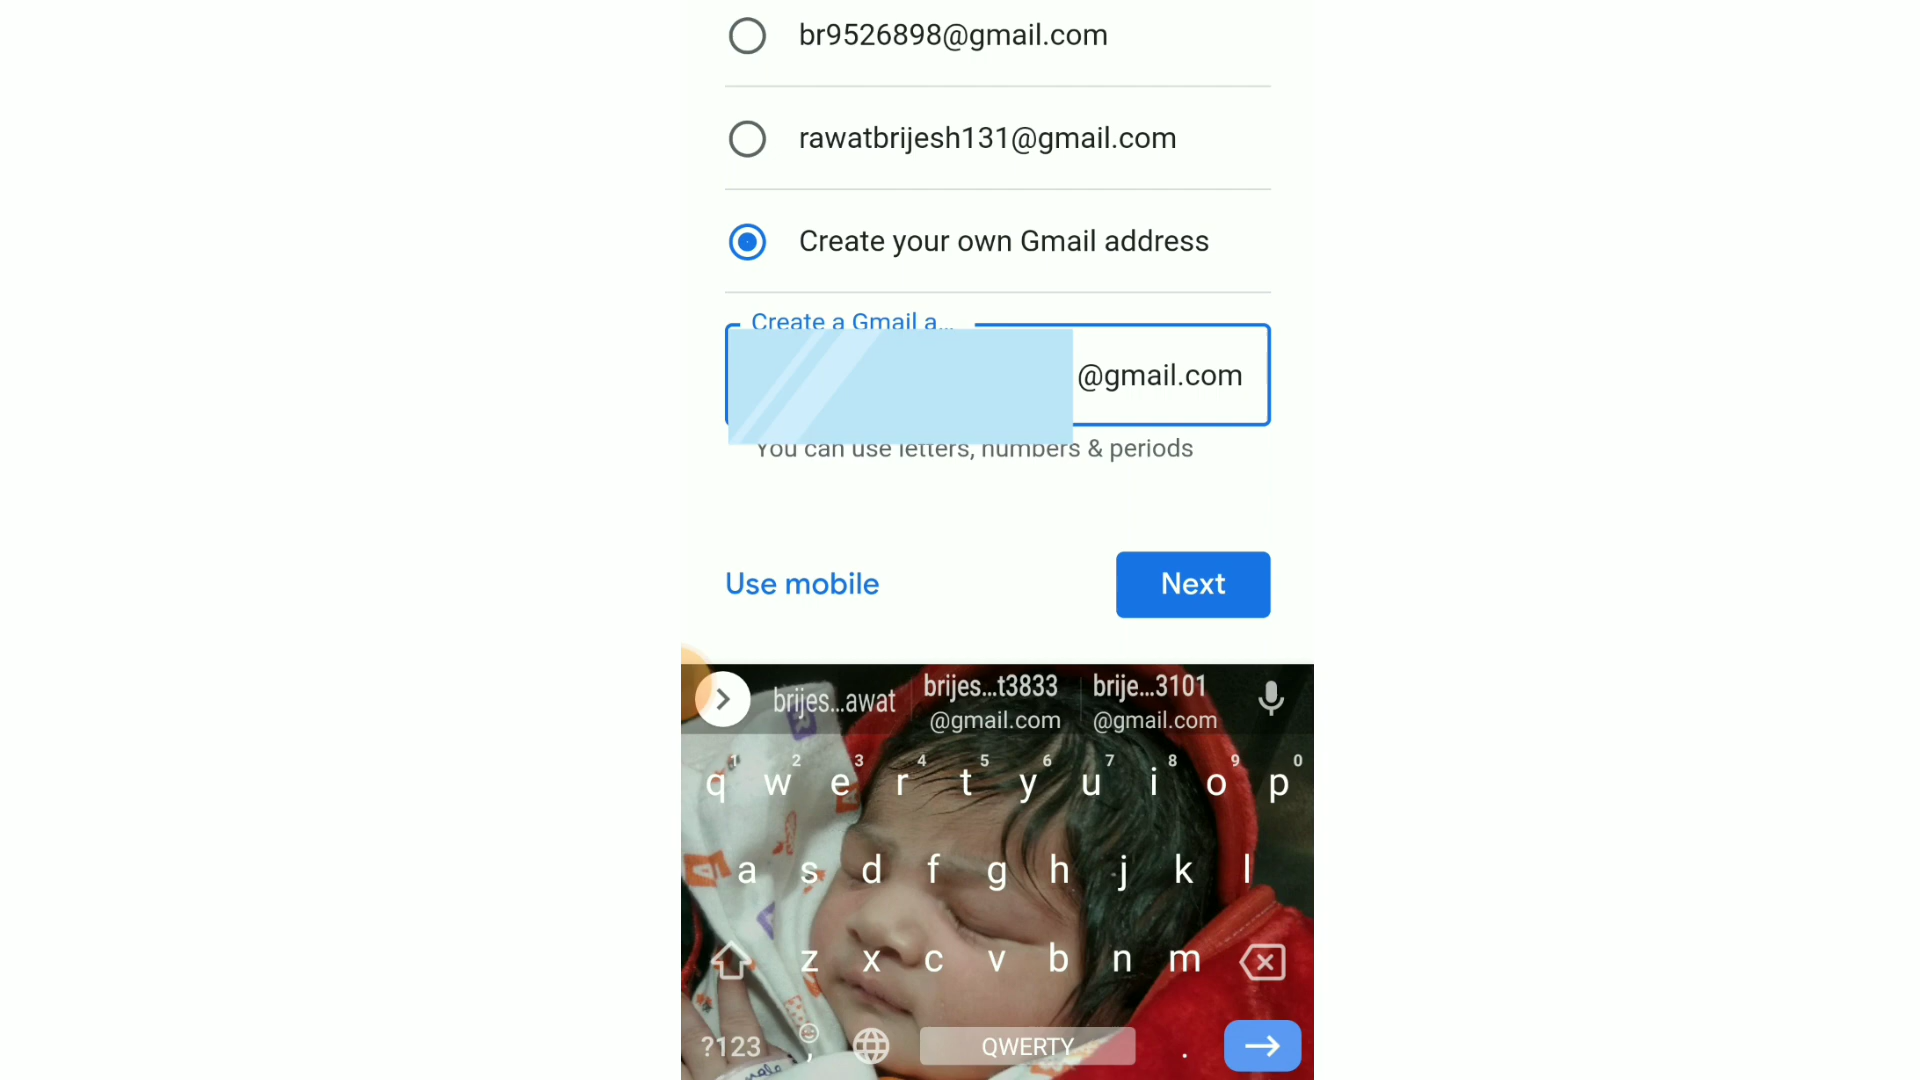 br9526898@gmail.com
rawatbrijesh131@gmail.com
Create your own Gmail address
Create a Gmail a...
@gmail.com
You can use letters, numbers & periods
Use mobile
Next
brijes...awat
brijes...t3833
@gmail.com
brije...3101
@gmail.com
1 2 3 4 5 6 7 8 9 0
q w e r t y u i o p
a s d f g h j k l
z x c v b n m
?123 , QWERTY .